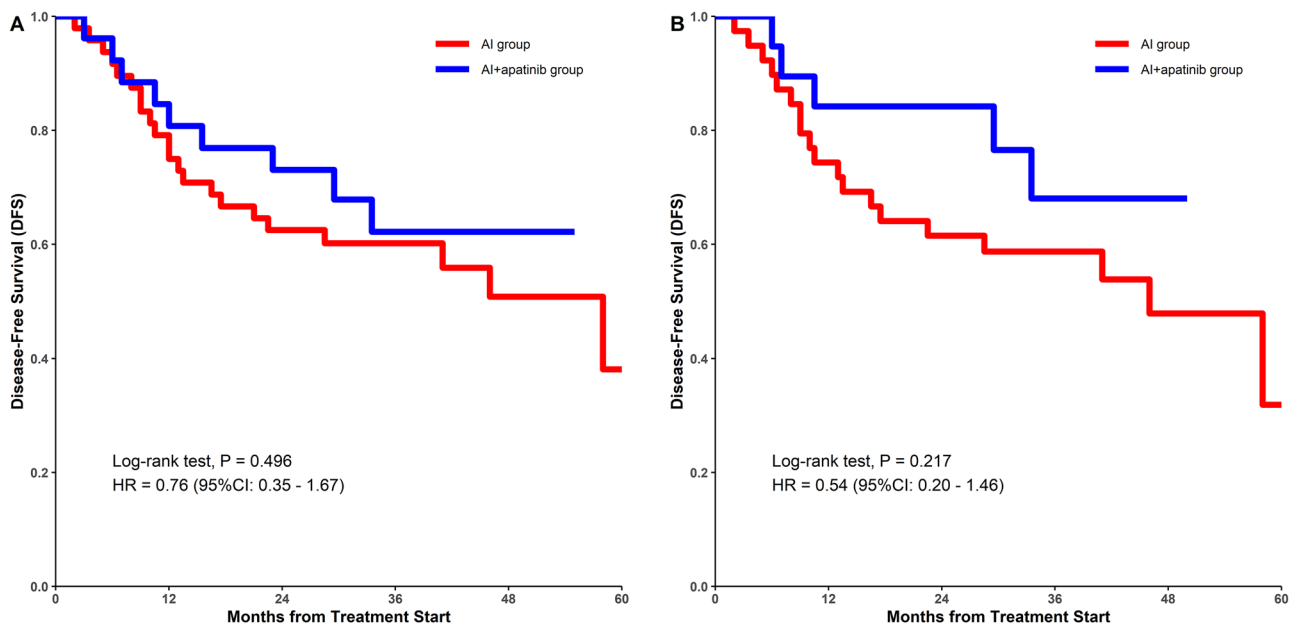 A
AI group
AI+apatinib group
Disease-Free Survival (DFS)
1.0
0.8
0.6
0.4
0.2
0.0
Log-rank test, P = 0.496
HR = 0.76 (95%CI: 0.35 - 1.67)
0 12 24 36 48 60
Months from Treatment Start
B
AI group
AI+apatinib group
Disease-Free Survival (DFS)
1.0
0.8
0.6
0.4
0.2
0.0
Log-rank test, P = 0.217
HR = 0.54 (95%CI: 0.20 - 1.46)
0 12 24 36 48 60
Months from Treatment Start